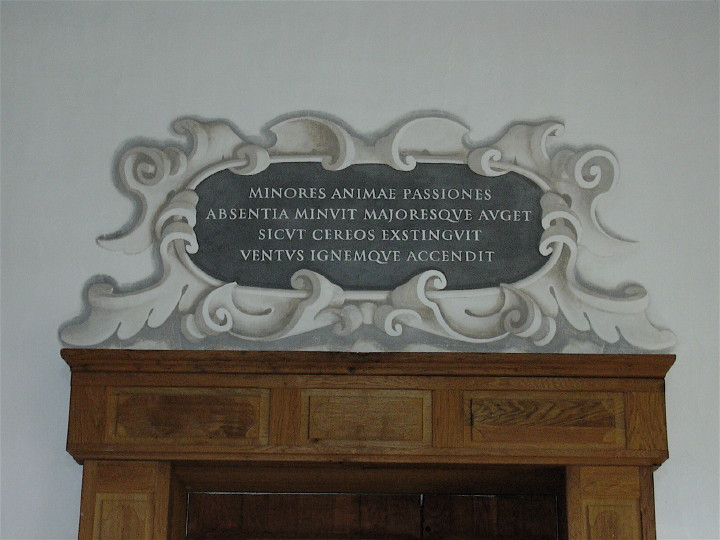 MINORES ANIMAE PASSIONES
ABSENTIA MINVIT MAJORESQVE AVGET
SICVT CEREOS EXSTINGVIT
VENTVS IGNEMQVE ACCENDIT